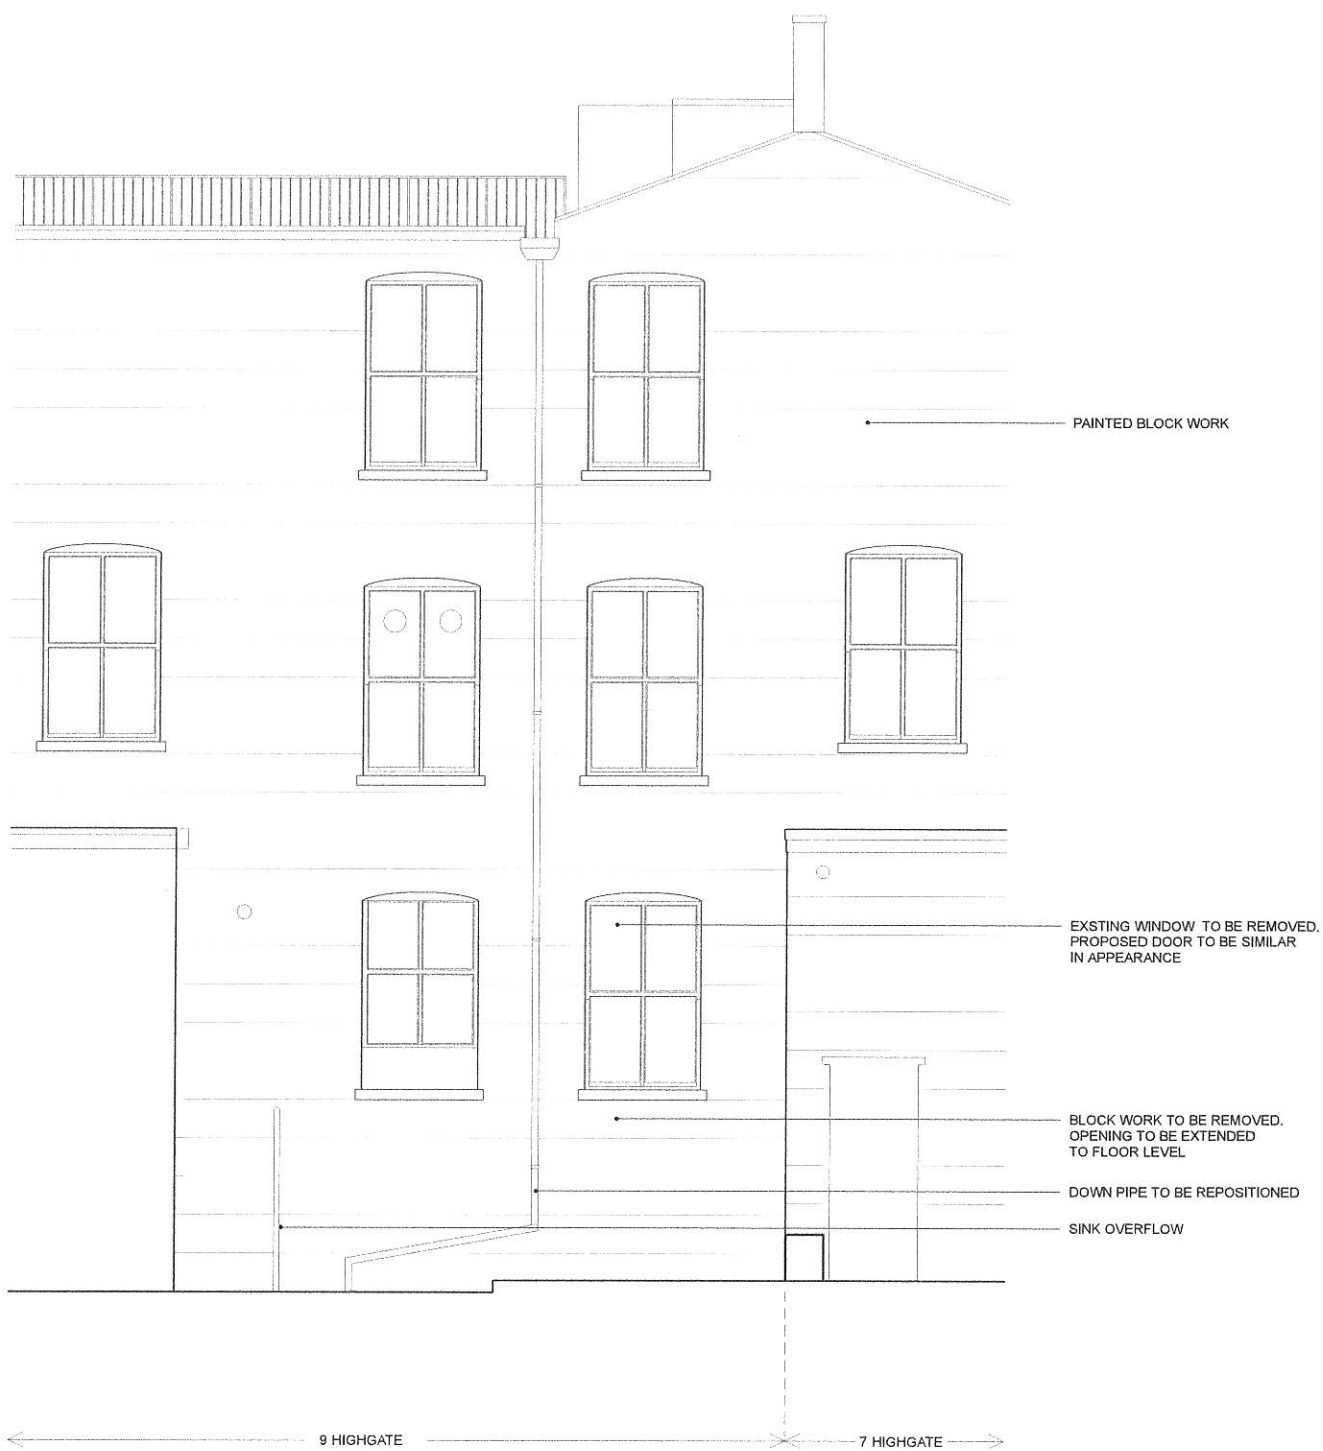 PAINTED BLOCK WORK
EXSTING WINDOW TO BE REMOVED.
PROPOSED DOOR TO BE SIMILAR
IN APPEARANCE
BLOCK WORK TO BE REMOVED.
OPENING TO BE EXTENDED
TO FLOOR LEVEL
DOWN PIPE TO BE REPOSITIONED
SINK OVERFLOW
9 HIGHGATE
7 HIGHGATE